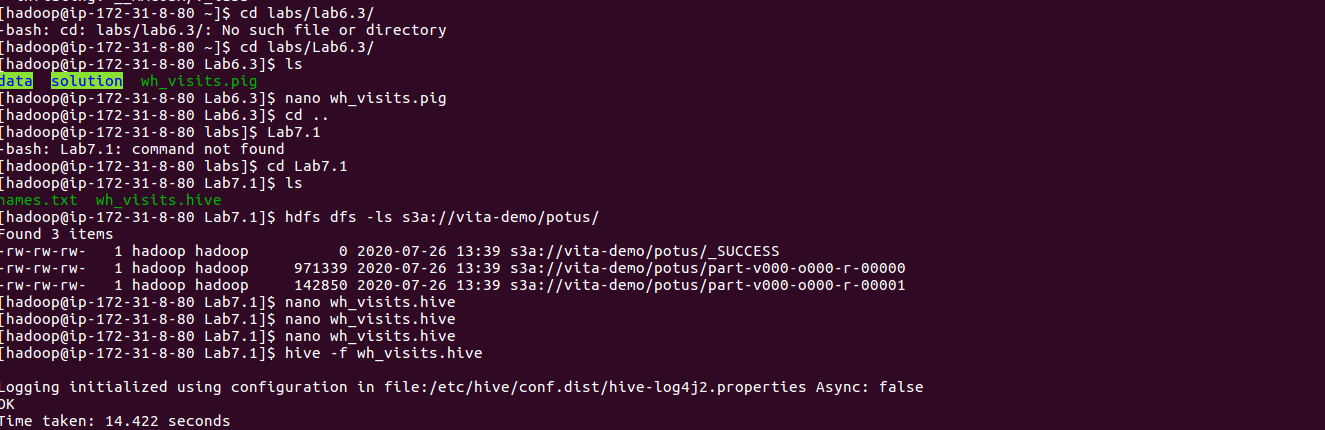 [hadoop@ip-172-31-8-80 ~]$ cd labs/lab6.3/
-bash: cd: labs/lab6.3/: No such file or directory
[hadoop@ip-172-31-8-80 ~]$ cd labs/Lab6.3/
[hadoop@ip-172-31-8-80 Lab6.3]$ ls
data  solution  wh_visits.pig
[hadoop@ip-172-31-8-80 Lab6.3]$ nano wh_visits.pig
[hadoop@ip-172-31-8-80 Lab6.3]$ cd ..
[hadoop@ip-172-31-8-80 labs]$ Lab7.1
-bash: Lab7.1: command not found
[hadoop@ip-172-31-8-80 labs]$ cd Lab7.1
[hadoop@ip-172-31-8-80 Lab7.1]$ ls
names.txt  wh_visits.hive
[hadoop@ip-172-31-8-80 Lab7.1]$ hdfs dfs -ls s3a://vita-demo/potus/
Found 3 items
-rw-rw-rw-   1 hadoop hadoop          0 2020-07-26 13:39 s3a://vita-demo/potus/_SUCCESS
-rw-rw-rw-   1 hadoop hadoop     971339 2020-07-26 13:39 s3a://vita-demo/potus/part-v000-o000-r-00000
-rw-rw-rw-   1 hadoop hadoop     142850 2020-07-26 13:39 s3a://vita-demo/potus/part-v000-o000-r-00001
[hadoop@ip-172-31-8-80 Lab7.1]$ nano wh_visits.hive
[hadoop@ip-172-31-8-80 Lab7.1]$ nano wh_visits.hive
[hadoop@ip-172-31-8-80 Lab7.1]$ nano wh_visits.hive
[hadoop@ip-172-31-8-80 Lab7.1]$ hive -f wh_visits.hive
Logging initialized using configuration in file:/etc/hive/conf.dist/hive-log4j2.properties Async: false
OK
Time taken: 14.422 seconds